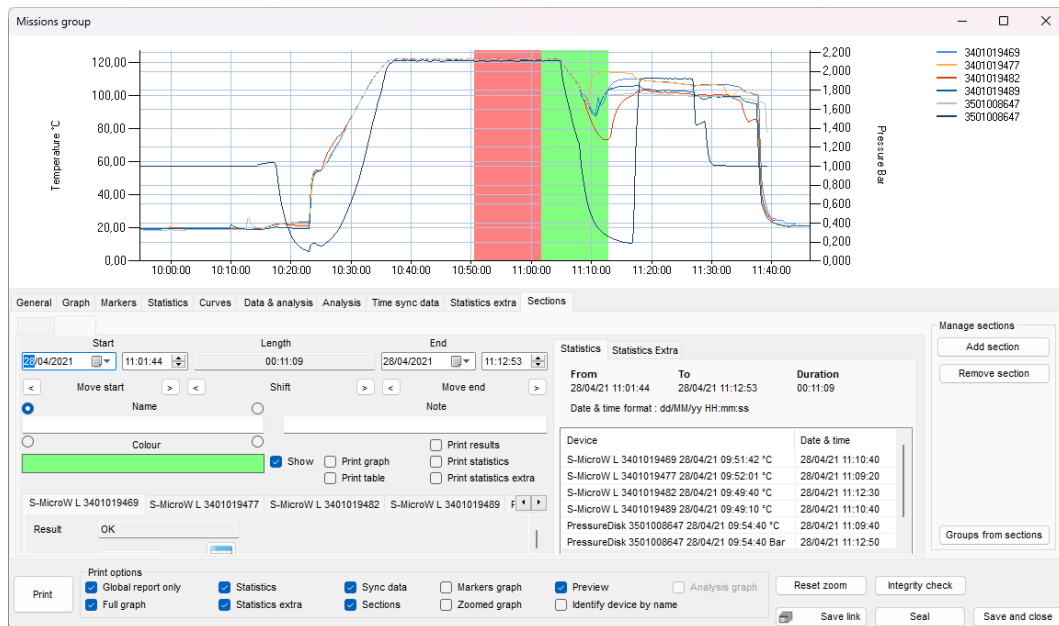 Missions group
120,00
100,00
80,00
60,00
40,00
20,00
0,00
Temperature °C
10:00:00 10:10:00 10:20:00 10:30:00 10:40:00 10:50:00 11:00:00 11:10:00 11:20:00 11:30:00 11:40:00
2,200
2,000
1,800
1,600
1,400
1,200
1,000
0,800
0,600
0,400
0,200
0,000
Pressure Bar
3401019469
3401019477
3401019482
3401019489
3501008647
3501008647
General Graph Markers Statistics Curves Data & analysis Analysis Time sync data Statistics extra Sections
Start Length End
28/04/2021 11:01:44 00:11:09 28/04/2021 11:12:53
< Move start > < Shift > < Move end >
Name Note
Colour
Show Print graph Print results
Print table Print statistics
Print statistics extra
S-MicroW L 3401019469 S-MicroW L 3401019477 S-MicroW L 3401019482 S-MicroW L 3401019489
Result OK
Statistics Statistics Extra
From To Duration
28/04/21 11:01:44 28/04/21 11:12:53 00:11:09
Date & time format : dd/MM/yy HH:mm:ss
Device Date & time
S-MicroW L 3401019469 28/04/21 09:51:42 °C 28/04/21 11:10:40
S-MicroW L 3401019477 28/04/21 09:52:01 °C 28/04/21 11:09:20
S-MicroW L 3401019482 28/04/21 09:49:40 °C 28/04/21 11:12:30
S-MicroW L 3401019489 28/04/21 09:49:10 °C 28/04/21 11:10:40
PressureDisk 3501008647 28/04/21 09:54:40 °C 28/04/21 11:09:40
PressureDisk 3501008647 28/04/21 09:54:40 Bar 28/04/21 11:12:50
Manage sections
Add section
Remove section
Groups from sections
Print
Print options
Global report only Statistics Sync data Markers graph Preview Analysis graph
Full graph Statistics extra Sections Zoomed graph Identify device by name
Reset zoom Integrity check
Save link Seal Save and close